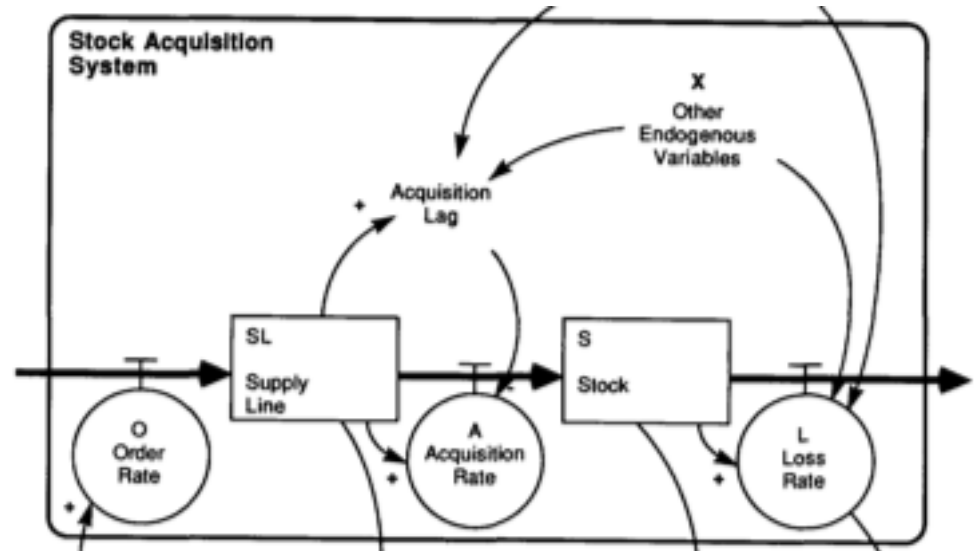 Stock Acquisition
System
X
Other
Endogenous
Variables
+
Acquisition
Lag
SL
Supply
Line
S
Stock
-
O
Order
Rate
A
Acquisition
Rate
L
Loss
Rate
+
+
+